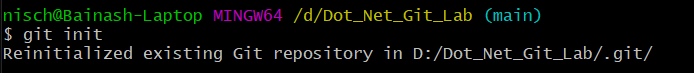 nisch@Bainash-Laptop MINGW64 /d/Dot_Net_Git_Lab (main)
$ git init
Reinitialized existing Git repository in D:/Dot_Net_Git_Lab/.git/